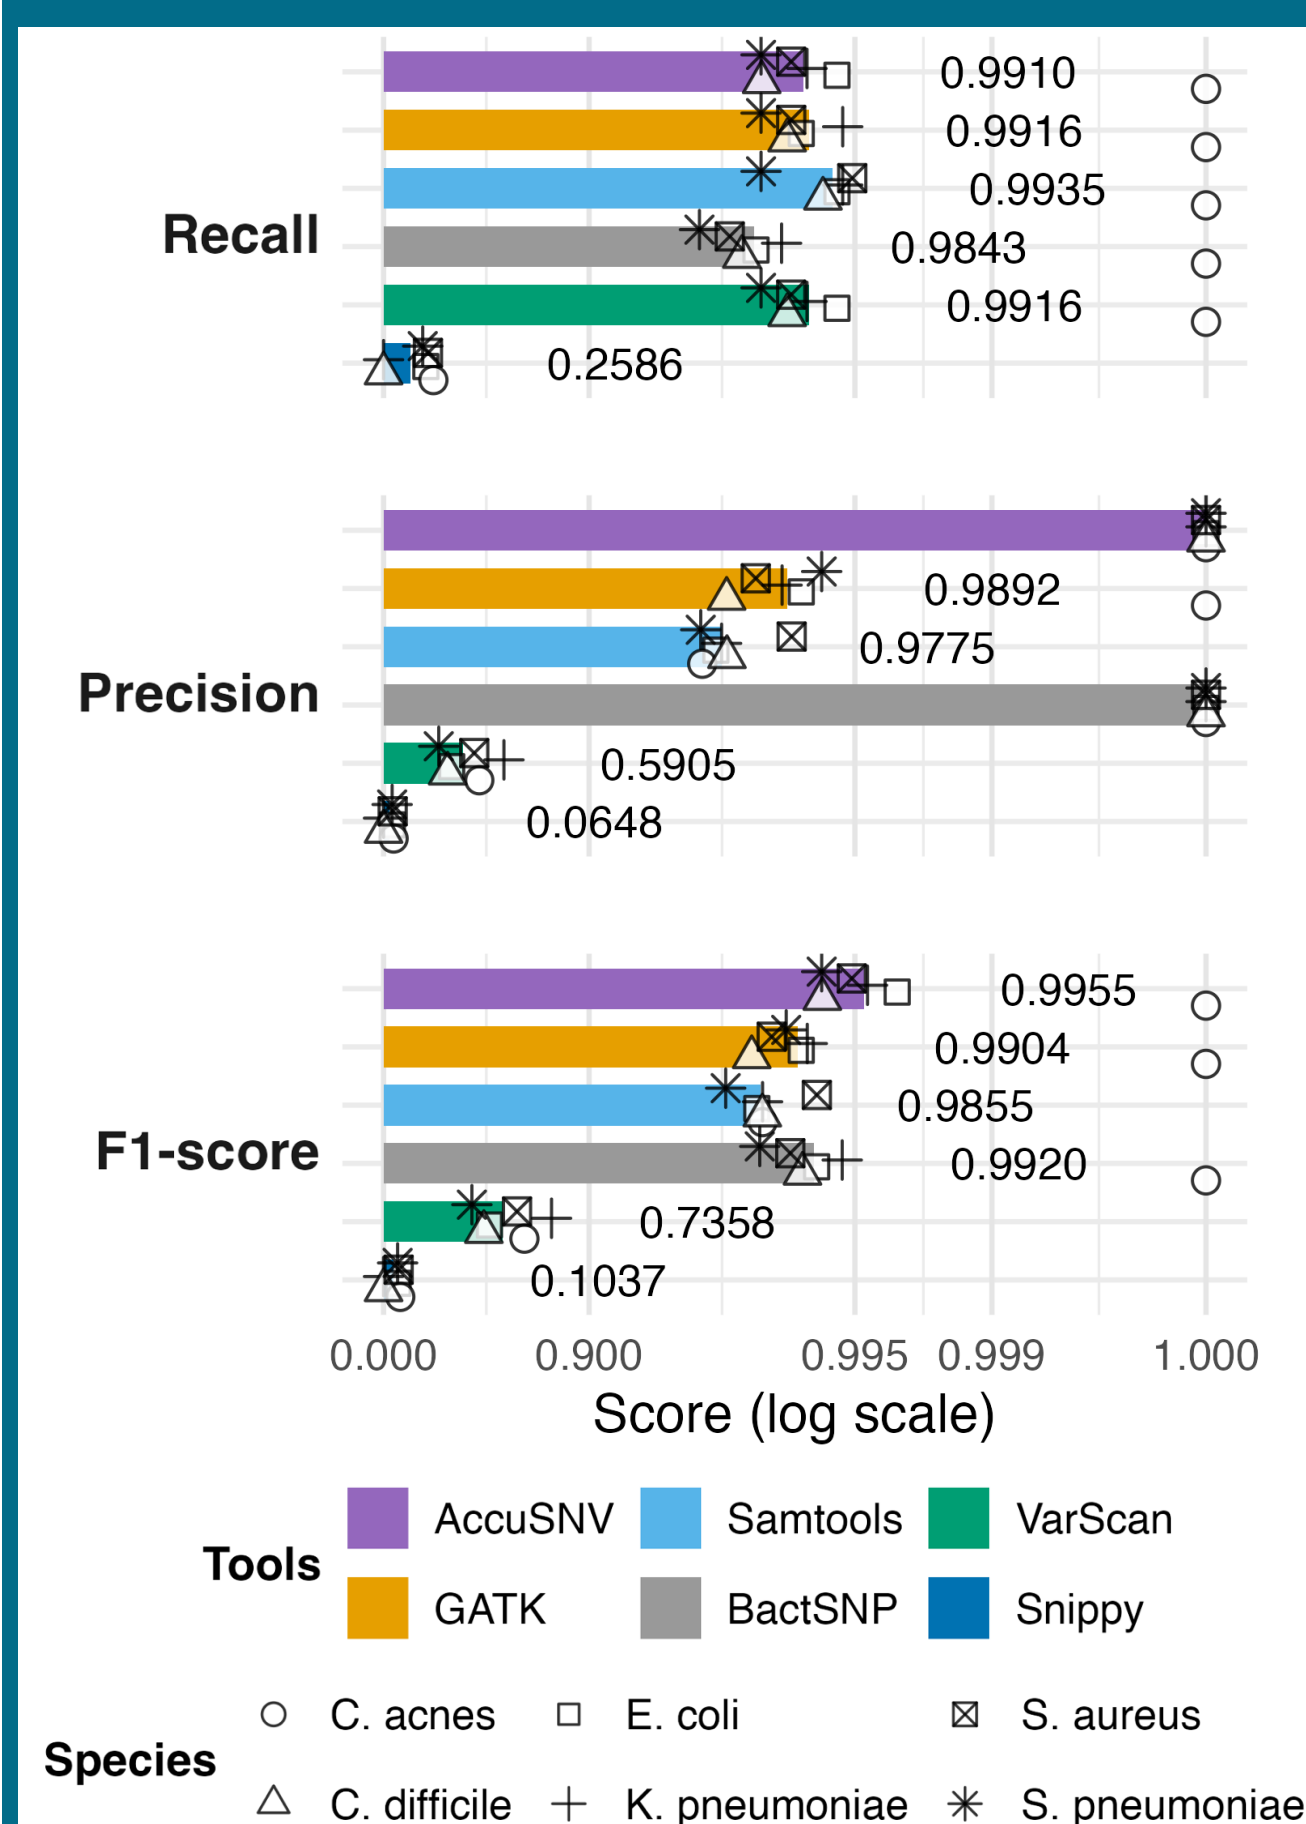 Recall
0.9910
0.9916
0.9935
0.9843
0.9916
0.2586
Precision
0.9892
0.9775
0.5905
0.0648
F1-score
0.9955
0.9904
0.9855
0.9920
0.7358
0.1037
0.000 0.900 0.995 0.999 1.000
Score (log scale)
Tools
AccuSNV Samtools VarScan
GATK BactSNP Snippy
Species
C. acnes E. coli S. aureus
C. difficile K. pneumoniae S. pneumoniae